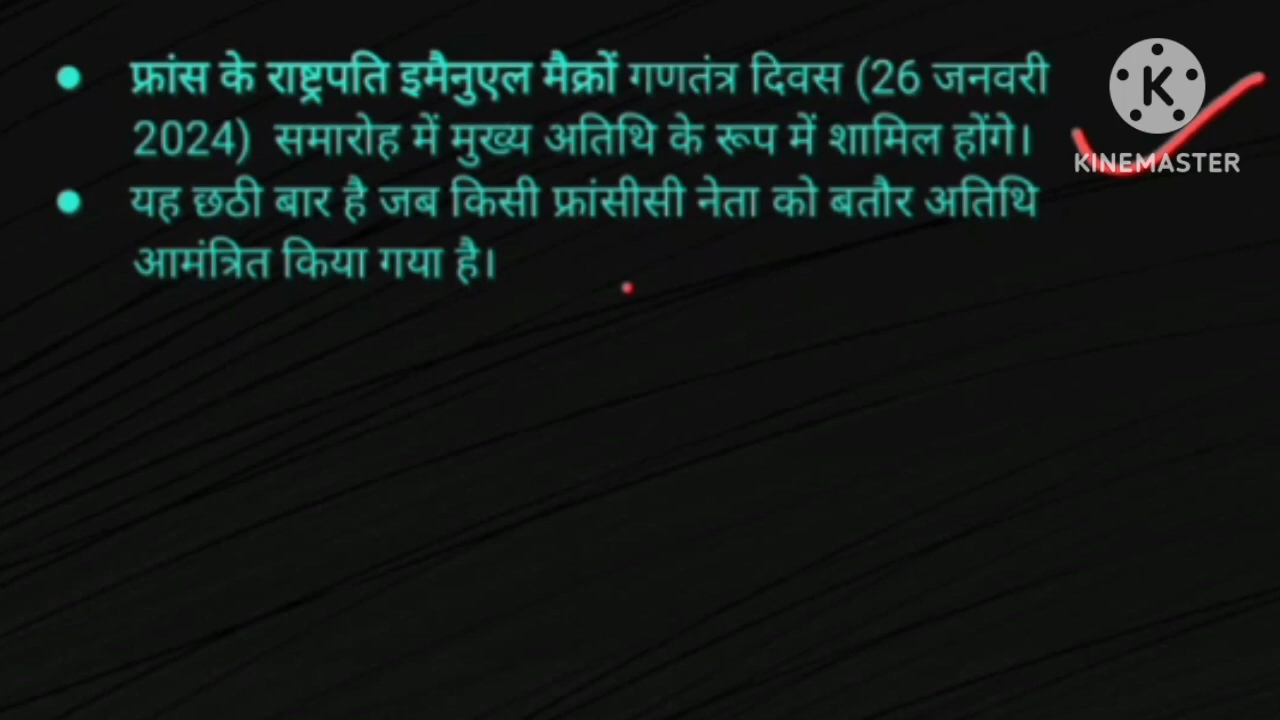 फ्रांस के राष्ट्रपति इमैनुएल मैक्रों गणतंत्र दिवस (26 जनवरी
2024) समारोह में मुख्य अतिथि के रूप में शामिल होंगे।
यह छठी बार है जब किसी फ्रांसीसी नेता को बतौर अतिथि
आमंत्रित किया गया है।
K
KINEMASTER